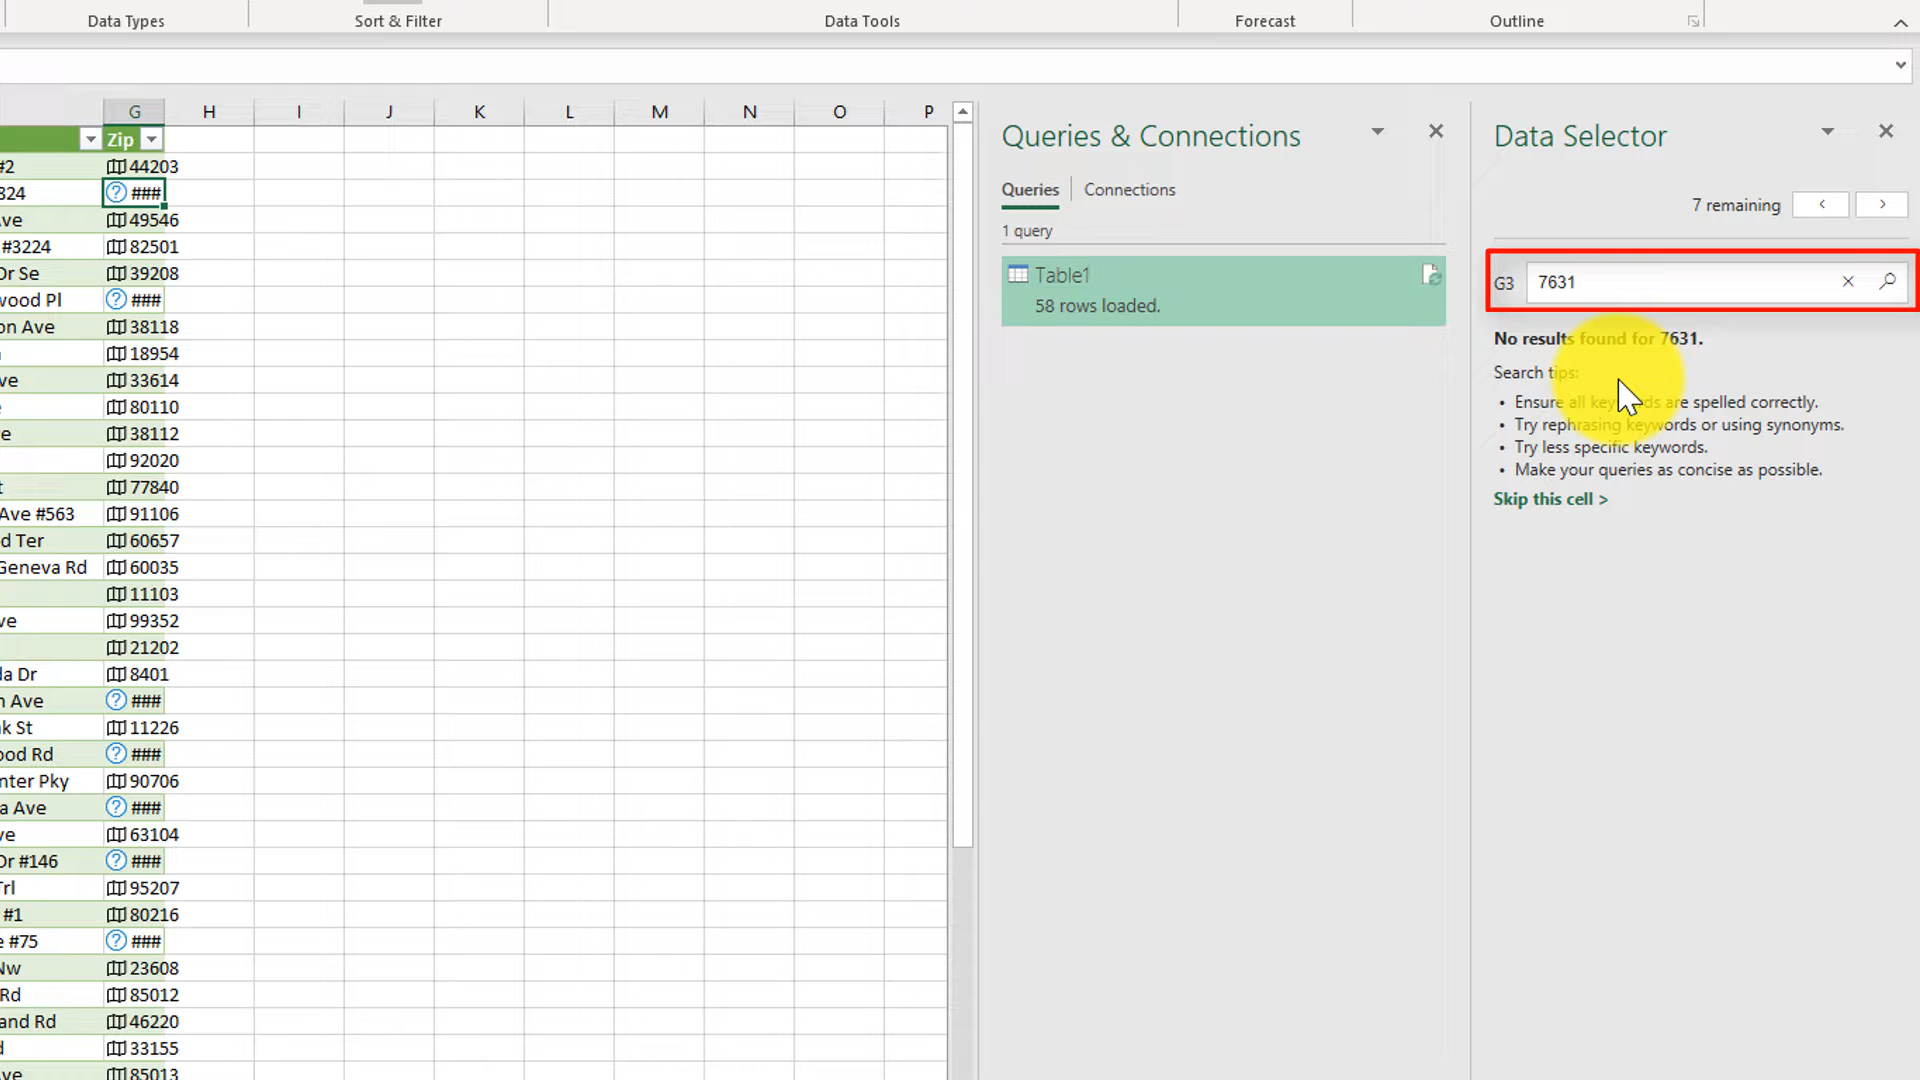 Data Types Sort & Filter Data Tools Forecast Outline
G H I J K L M N O P
Zip
#2 44203
324 ###
ve 49546
#3224 82501
Dr Se 39208
wood Pl ###
on Ave 38118
18954
ve 33614
80110
e 38112
92020
t 77840
Ave #563 91106
d Ter 60657
Geneva Rd 60035
11103
ve 99352
21202
da Dr 8401
n Ave ###
nk St 11226
ood Rd ###
nter Pky 90706
a Ave ###
ve 63104
Dr #146 ###
Trl 95207
#1 80216
e #75 ###
Nw 23608
Rd 85012
and Rd 46220
d 33155
Ave 85013
Queries & Connections
Queries Connections
1 query
Table1
58 rows loaded.
Data Selector
7 remaining
G3 7631
No results found for 7631.
Search tips:
• Ensure all keywords are spelled correctly.
• Try rephrasing keywords or using synonyms.
• Try less specific keywords.
• Make your queries as concise as possible.
Skip this cell >